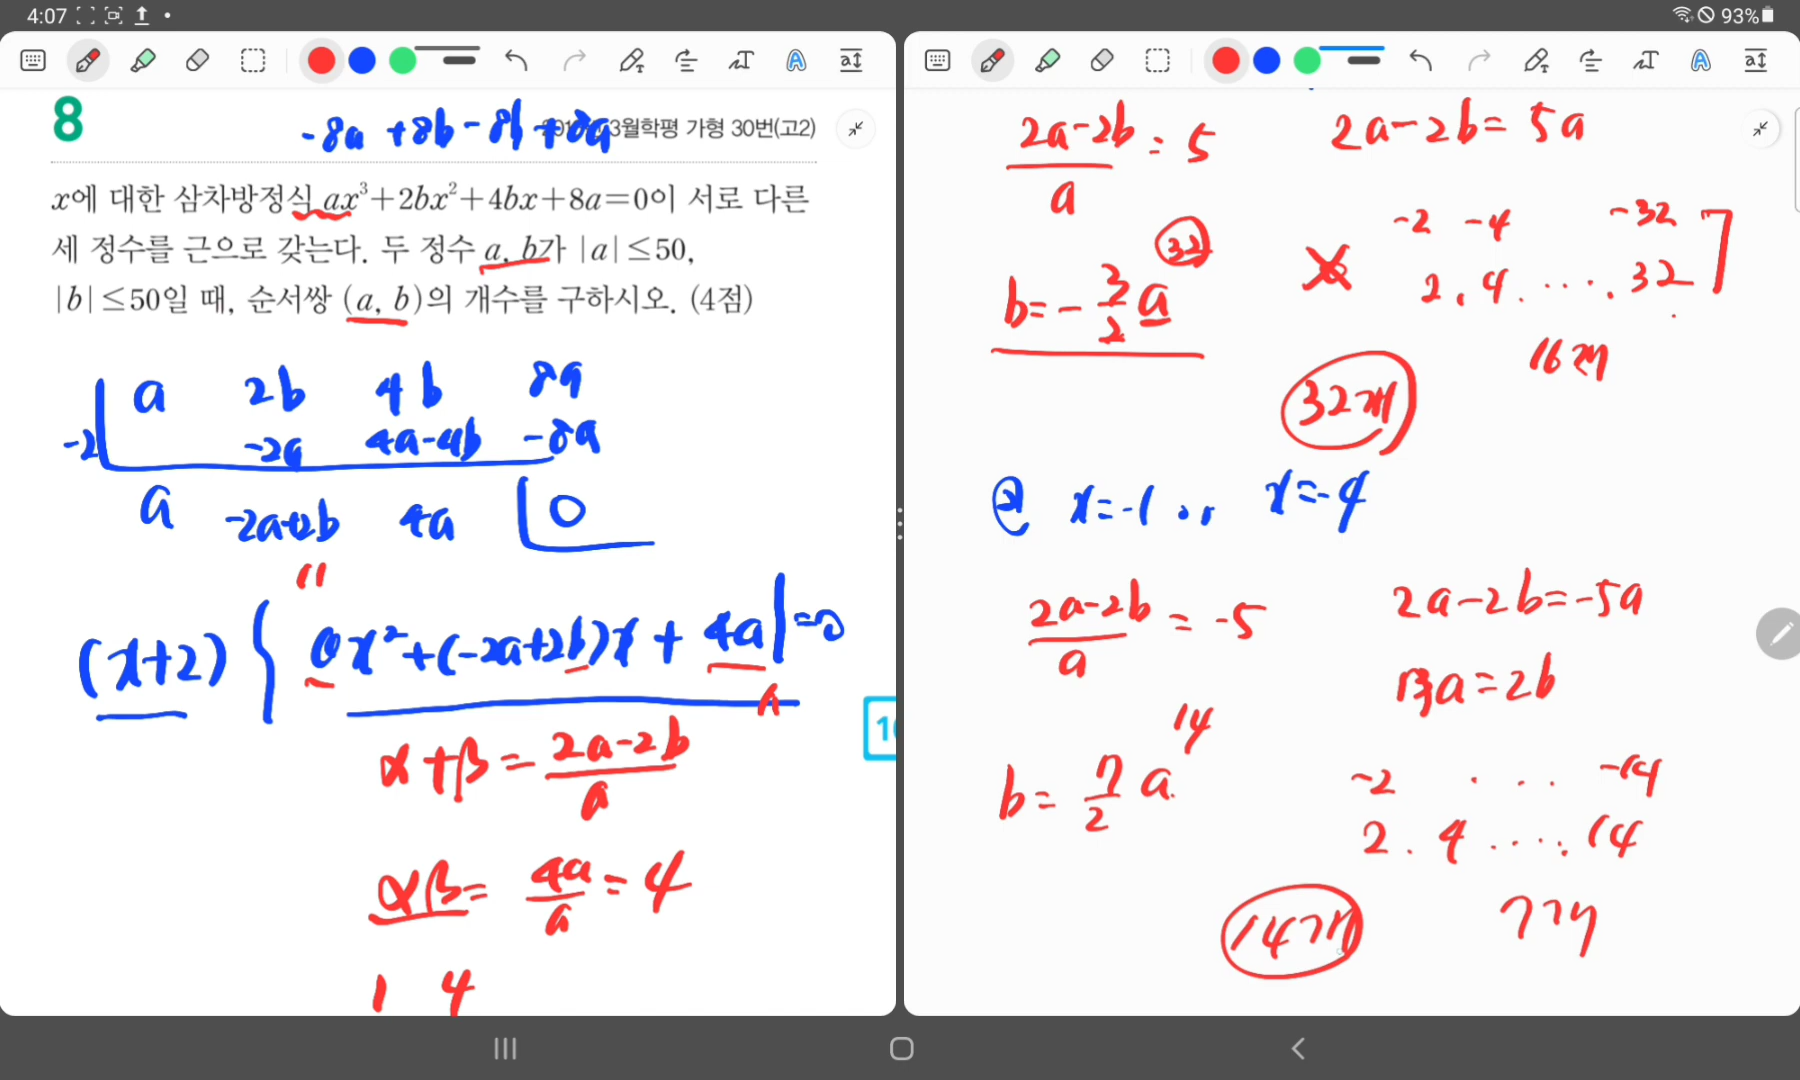 4:07
93%
8
-8a +8b -8b +8a
3월학평 가형 30번(고2)
x에 대한 삼차방정식 ax³+2bx²+4bx+8a=0이 서로 다른
세 정수를 근으로 갖는다. 두 정수 a, b가 |a|≤50,
|b|≤50일 때, 순서쌍 (a, b)의 개수를 구하시오. (4점)
a 2b 4b 8a
-2 -2a 4a-4b -8a
a -2a+2b 4a 0
(x+2){ax²+(-2a+2b)x+4a}=0
α+β = (2a-2b)/a
αβ = 4a/a = 4
1 4
(2a-2b)/a = 5 2a-2b = 5a
b = -3/2 a 32
-2 -4 -32
2, 4, ...., 32
16개
32개
② x=-1 or x=-4
(2a-2b)/a = -5 2a-2b=-5a
7a=2b
b = 7/2 a 14
-2 ... -14
2. 4 ..... 14
7개
14개